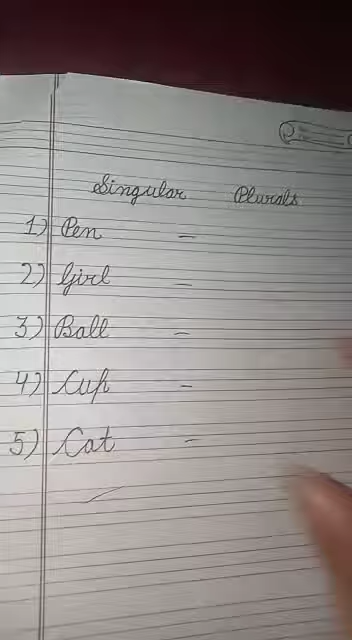 Singular Plurals
1) Pen -
2) Girl -
3) Ball -
4) Cup -
5) Cat -